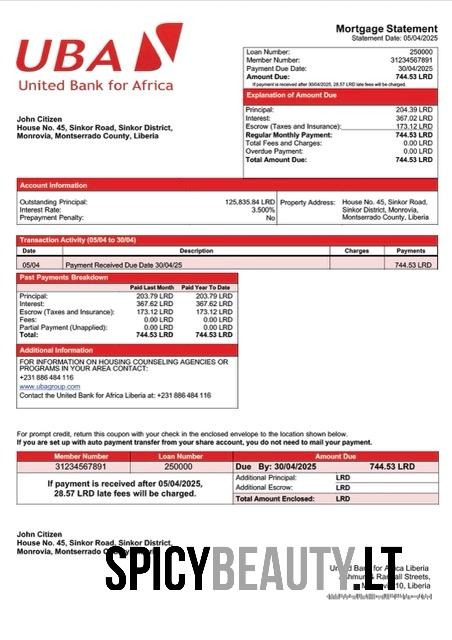 Mortgage Statement
Statement Date: 05/04/2025
UBA
United Bank for Africa
Loan Number: 250000
Member Number: 31234567891
Payment Due Date: 30/04/2025
Amount Due: 744.53 LRD
If payment is received after 30/04/2025, 28.57 LRD late fees will be charged.
Explanation of Amount Due
Principal: 204.39 LRD
Interest: 367.02 LRD
Escrow (Taxes and Insurance): 173.12 LRD
Regular Monthly Payment: 744.53 LRD
Total Fees and Charges: 0.00 LRD
Overdue Payment: 0.00 LRD
Total Amount Due: 744.53 LRD
John Citizen
House No. 45, Sinkor Road, Sinkor District,
Monrovia, Montserrado County, Liberia
Account Information
Outstanding Principal: 125,835.84 LRD
Interest Rate: 3.500%
Prepayment Penalty: No
Property Address: House No. 45, Sinkor Road,
Sinkor District, Monrovia,
Montserrado County, Liberia
Transaction Activity (05/04 to 30/04)
Date Description Charges Payments
05/04 Payment Received Due Date 30/04/25 744.53 LRD
Past Payments Breakdown
Paid Last Month Paid Year To Date
Principal: 203.79 LRD 203.79 LRD
Interest: 367.62 LRD 367.62 LRD
Escrow (Taxes and Insurance): 173.12 LRD 173.12 LRD
Fees: 0.00 LRD 0.00 LRD
Partial Payment (Unapplied): 0.00 LRD 0.00 LRD
Total: 744.53 LRD 744.53 LRD
Additional Information
FOR INFORMATION ON HOUSING COUNSELING AGENCIES OR
PROGRAMS IN YOUR AREA CONTACT:
+231 886 484 116
www.ubagroup.com
Contact the United Bank for Africa Liberia at: +231 886 484 116
For prompt credit, return this coupon with your check in the enclosed envelope to the location shown below.
If you are set up with auto payment transfer from your share account, you do not need to mail your payment.
Member Number Loan Number Amount Due
31234567891 250000 Due By: 30/04/2025 744.53 LRD
If payment is received after 05/04/2025,
28.57 LRD late fees will be charged.
Additional Principal: LRD
Additional Escrow: LRD
Total Amount Enclosed: LRD
John Citizen
House No. 45, Sinkor Road, Sinkor District,
Monrovia, Montserrado County, Liberia
SPICYBEAUTY.LT
United Bank for Africa Liberia
Streets,
10, Liberia